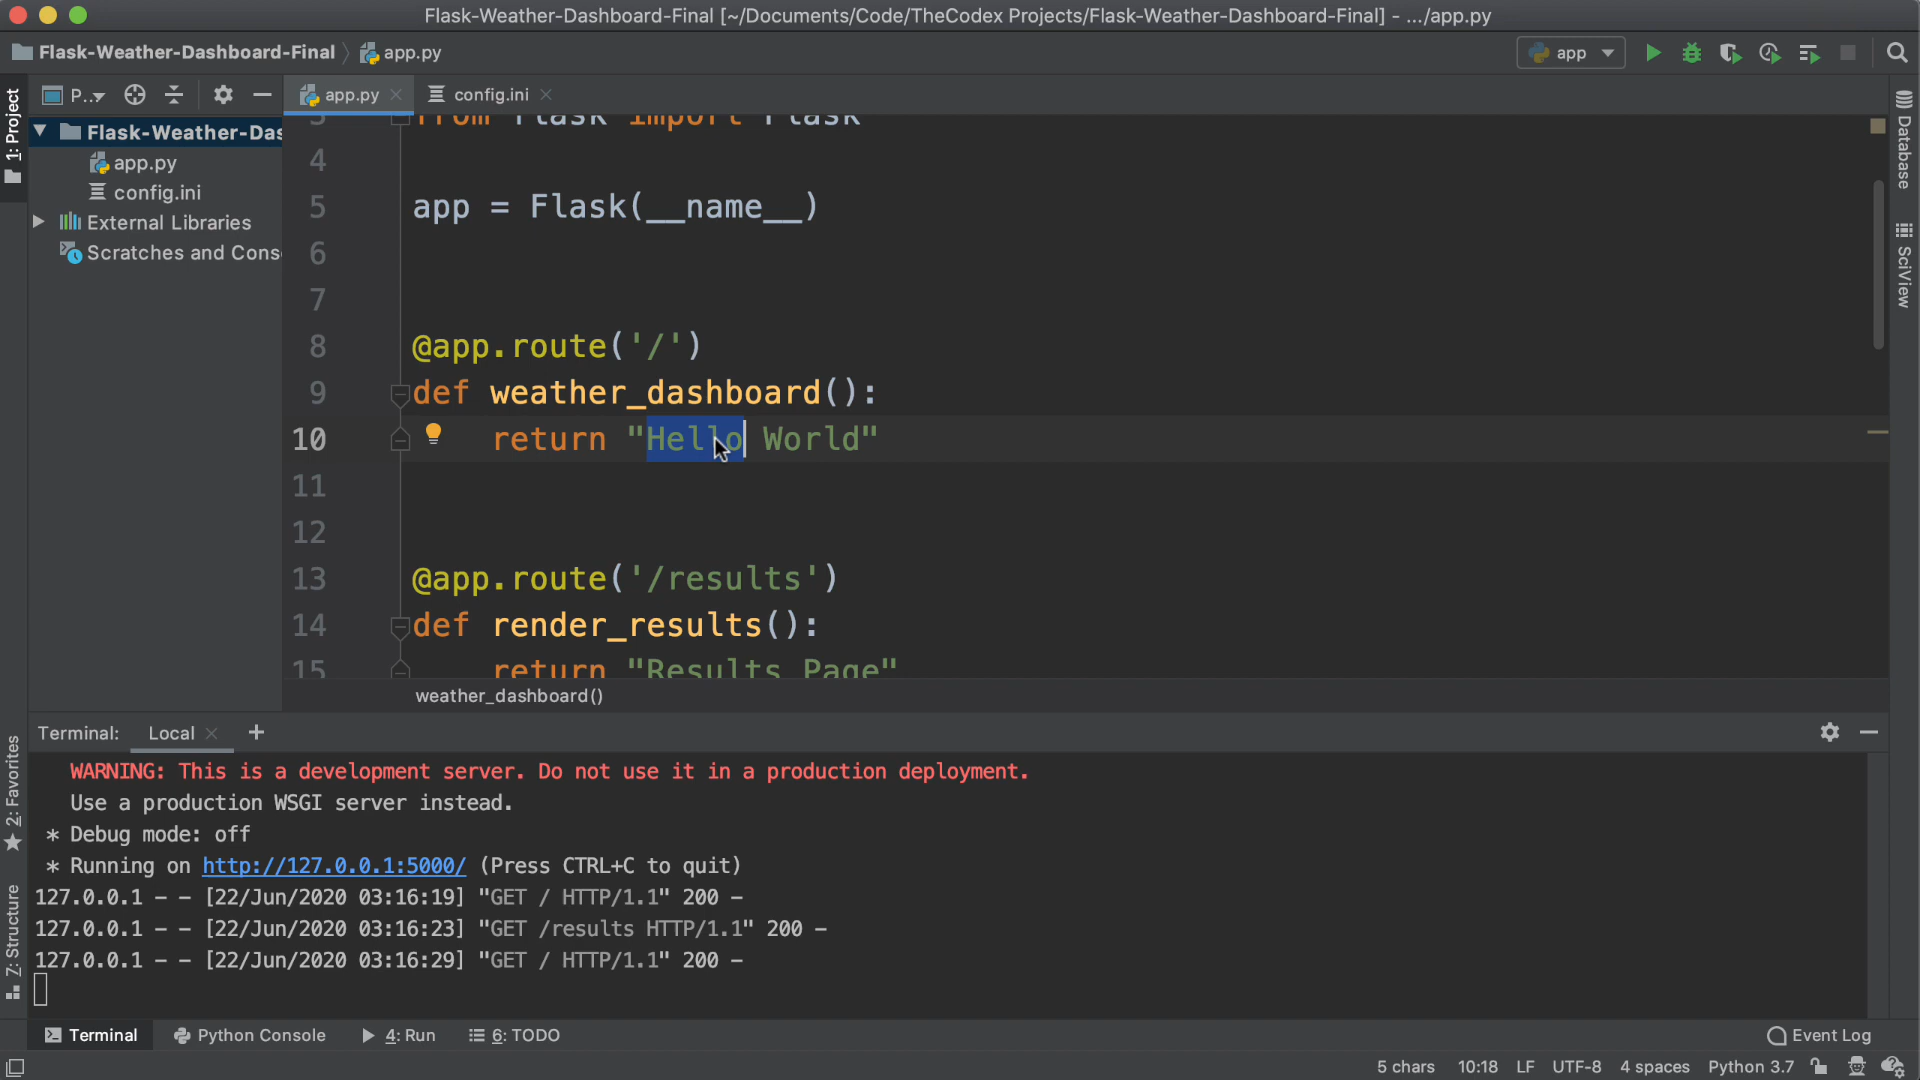 Flask-Weather-Dashboard-Final [~/Documents/Code/TheCodex Projects/Flask-Weather-Dashboard-Final] - .../app.py
Flask-Weather-Dashboard-Final
app.py
app
1: Project
P..
app.py
config.ini
Flask-Weather-Das
app.py
config.ini
External Libraries
Scratches and Cons
3 from flask import Flask
4
5 app = Flask(__name__)
6
7
8 @app.route('/')
9 def weather_dashboard():
10 return "Hello World"
11
12
13 @app.route('/results')
14 def render_results():
15 return "Results Page"
weather_dashboard()
Database
SciView
Terminal:
Local
+
WARNING: This is a development server. Do not use it in a production deployment.
Use a production WSGI server instead.
* Debug mode: off
* Running on http://127.0.0.1:5000/ (Press CTRL+C to quit)
127.0.0.1 - - [22/Jun/2020 03:16:19] "GET / HTTP/1.1" 200 -
127.0.0.1 - - [22/Jun/2020 03:16:23] "GET /results HTTP/1.1" 200 -
127.0.0.1 - - [22/Jun/2020 03:16:29] "GET / HTTP/1.1" 200 -
2: Favorites
Z: Structure
Terminal
Python Console
4: Run
6: TODO
Event Log
5 chars
10:18
LF
UTF-8
4 spaces
Python 3.7